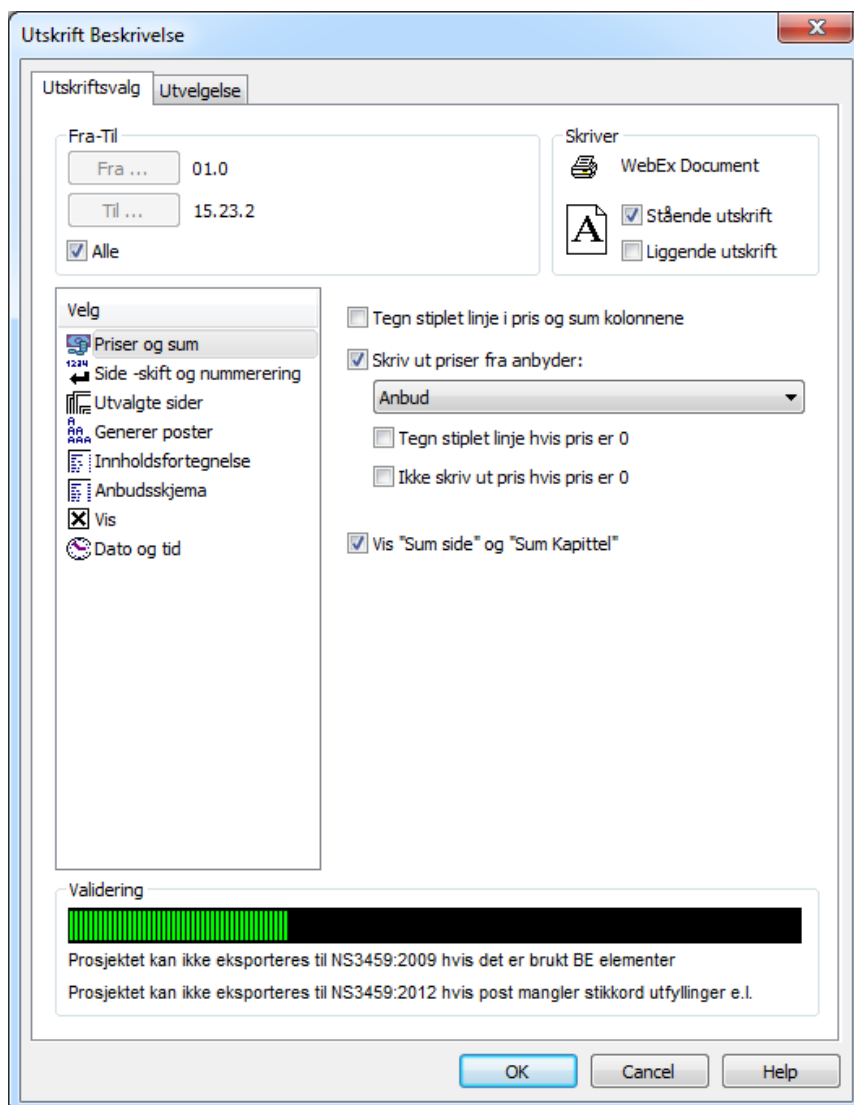 Utskrift Beskrivelse
Utskriftsvalg
Utvelgelse
Fra-Til
Fra ...
01.0
Til ...
15.23.2
Alle
Skriver
WebEx Document
A
Stående utskrift
Liggende utskrift
Velg
Priser og sum
1234
Side -skift og nummerering
Utvalgte sider
A
AA
AAA
Generer poster
Innholdsfortegnelse
Anbudsskjema
Vis
Dato og tid
Tegn stiplet linje i pris og sum kolonnene
Skriv ut priser fra anbyder:
Anbud
Tegn stiplet linje hvis pris er 0
Ikke skriv ut pris hvis pris er 0
Vis "Sum side" og "Sum Kapittel"
Validering
Prosjektet kan ikke eksporteres til NS3459:2009 hvis det er brukt BE elementer
Prosjektet kan ikke eksporteres til NS3459:2012 hvis post mangler stikkord utfyllinger e.l.
OK
Cancel
Help